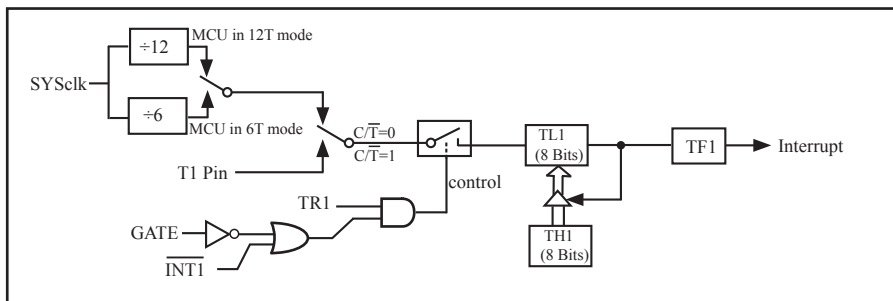 MCU in 12T mode
÷12
SYSclk
÷6
MCU in 6T mode
C/T̅=0
C/T̅=1
T1 Pin
TL1
(8 Bits)
TF1
Interrupt
control
TR1
GATE
I̅N̅T̅1̅
TH1
(8 Bits)